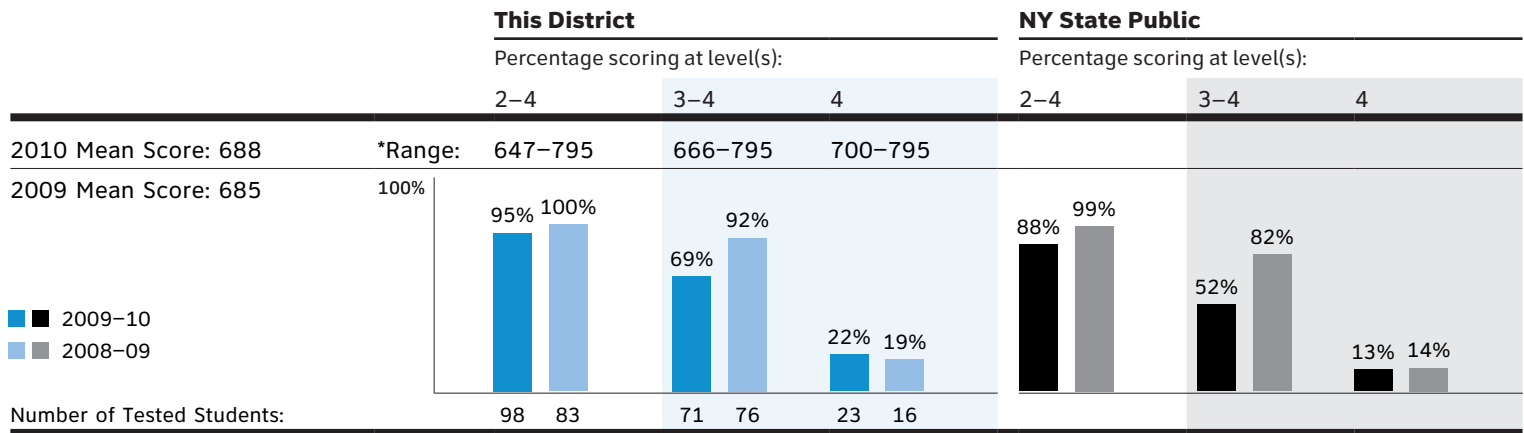 This District NY State Public
Percentage scoring at level(s): Percentage scoring at level(s):
2–4 3–4 4 2–4 3–4 4
2010 Mean Score: 688 *Range: 647–795 666–795 700–795
2009 Mean Score: 685 100%
95% 100% 69% 92% 22% 19% 88% 99% 52% 82% 13% 14%
2009–10
2008–09
Number of Tested Students: 98 83 71 76 23 16